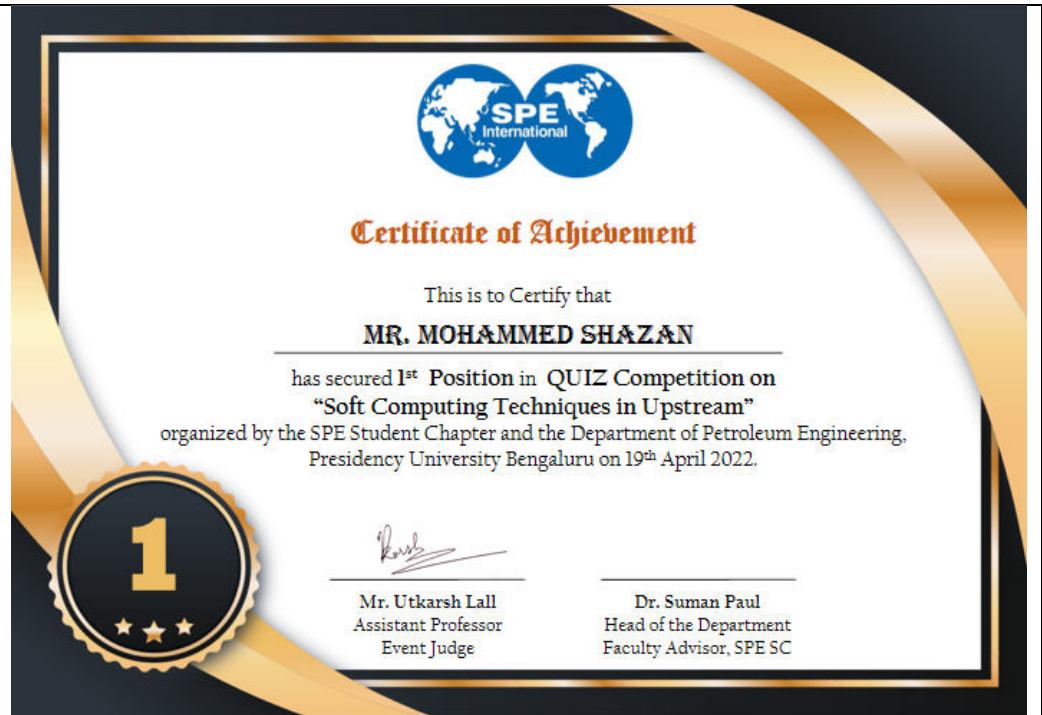 SPE
International
Certificate of Achievement
This is to Certify that
MR. MOHAMMED SHAZAN
has secured 1st Position in QUIZ Competition on
“Soft Computing Techniques in Upstream”
organized by the SPE Student Chapter and the Department of Petroleum Engineering,
Presidency University Bengaluru on 19th April 2022.
1
Mr. Utkarsh Lall
Assistant Professor
Event Judge
Dr. Suman Paul
Head of the Department
Faculty Advisor, SPE SC